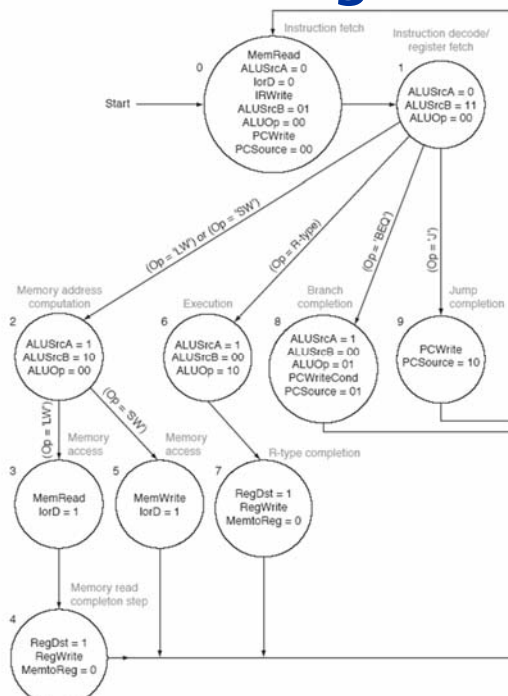 Instruction fetch
0
MemRead
ALUSrcA = 0
IorD = 0
IRWrite
ALUSrcB = 01
ALUOp = 00
PCWrite
PCSource = 00
Start
Instruction decode/
register fetch
1
ALUSrcA = 0
ALUSrcB = 11
ALUOp = 00
(Op = 'LW') or (Op = 'SW')
(Op = R-type)
(Op = 'BEQ')
(Op = 'J')
Memory address
computation
2
ALUSrcA = 1
ALUSrcB = 10
ALUOp = 00
Execution
6
ALUSrcA = 1
ALUSrcB = 00
ALUOp = 10
Branch
completion
8
ALUSrcA = 1
ALUSrcB = 00
ALUOp = 01
PCWriteCond
PCSource = 01
Jump
completion
9
PCWrite
PCSource = 10
(Op = 'LW')
(Op = 'SW')
Memory
access
3
MemRead
IorD = 1
Memory
access
5
MemWrite
IorD = 1
R-type completion
7
RegDst = 1
RegWrite
MemtoReg = 0
Memory read
completon step
4
RegDst = 1
RegWrite
MemtoReg = 0